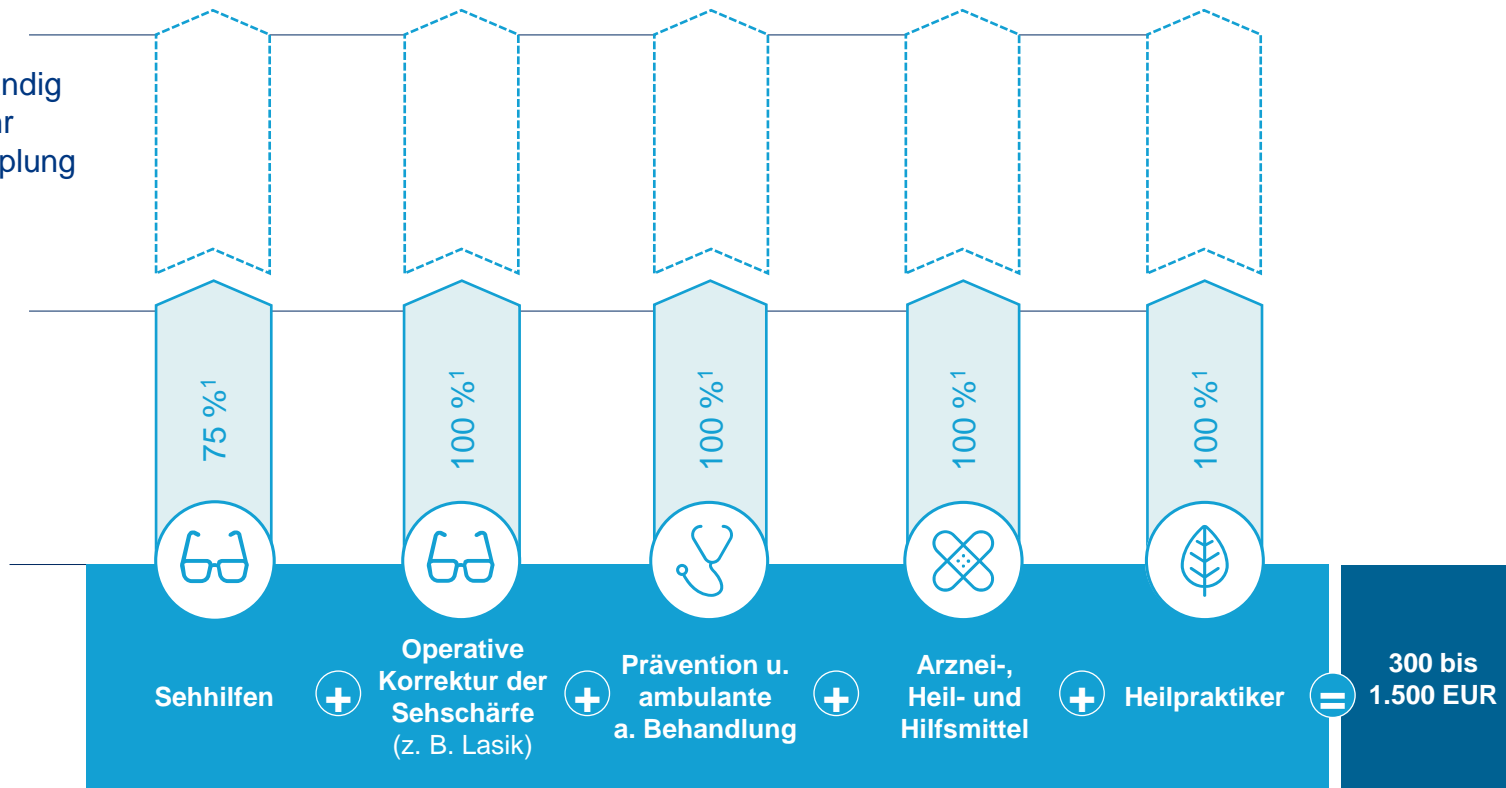 ndig
plung
75 %¹
100 %¹
100 %¹
100 %¹
100 %¹
Sehhilfen
+
Operative
Korrektur der
Sehschärfe
(z. B. Lasik)
+
Prävention u.
ambulante
a. Behandlung
+
Arznei-,
Heil- und
Hilfsmittel
+
Heilpraktiker
=
300 bis
1.500 EUR